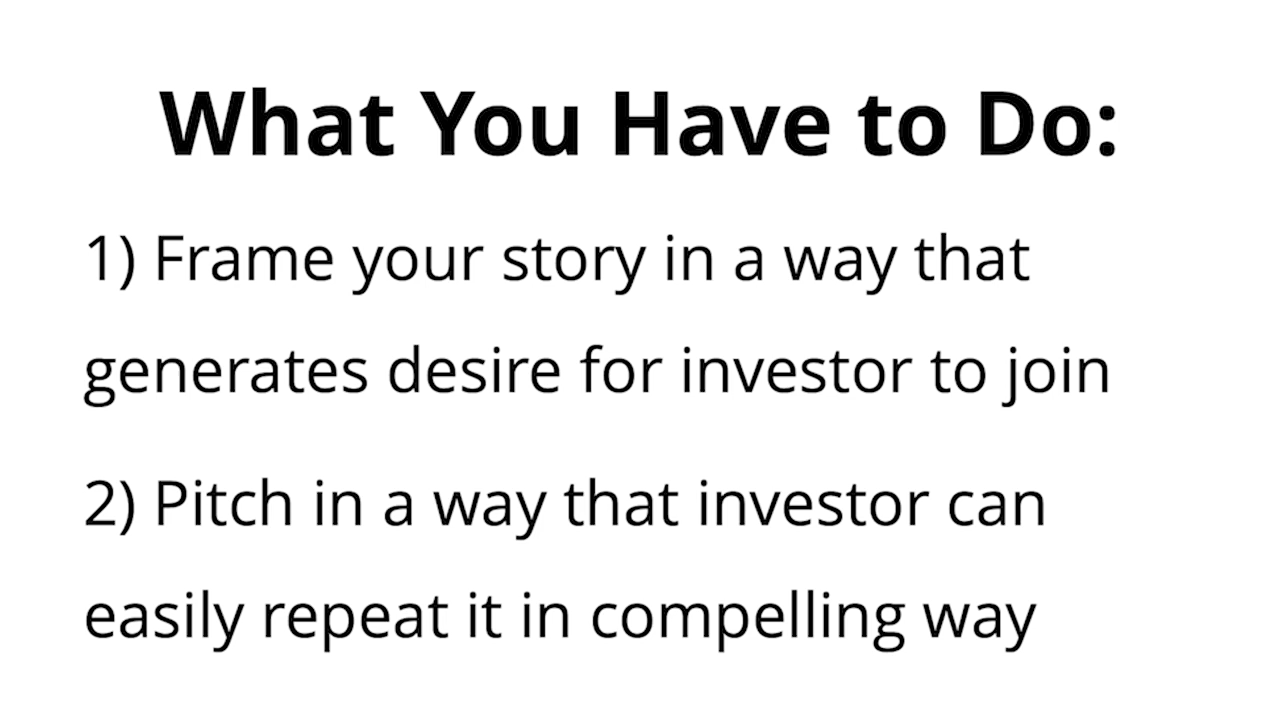 What You Have to Do:
1) Frame your story in a way that
generates desire for investor to join
2) Pitch in a way that investor can
easily repeat it in compelling way